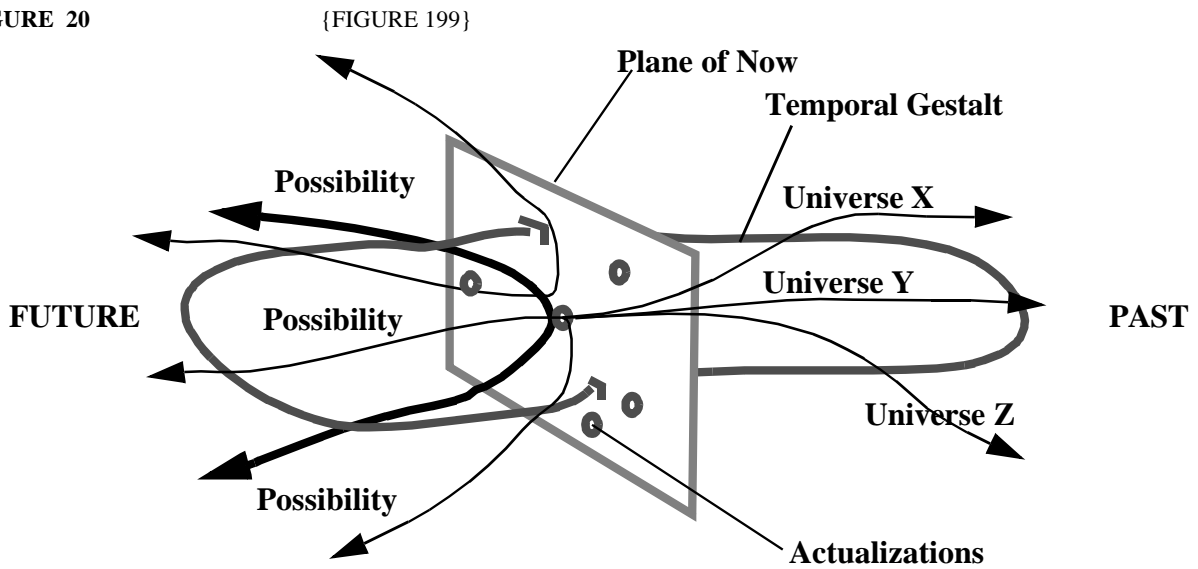 GURE 20 {FIGURE 199}
Plane of Now
Temporal Gestalt
Possibility
Universe X
Universe Y
FUTURE
Possibility
PAST
Universe Z
Possibility
Actualizations